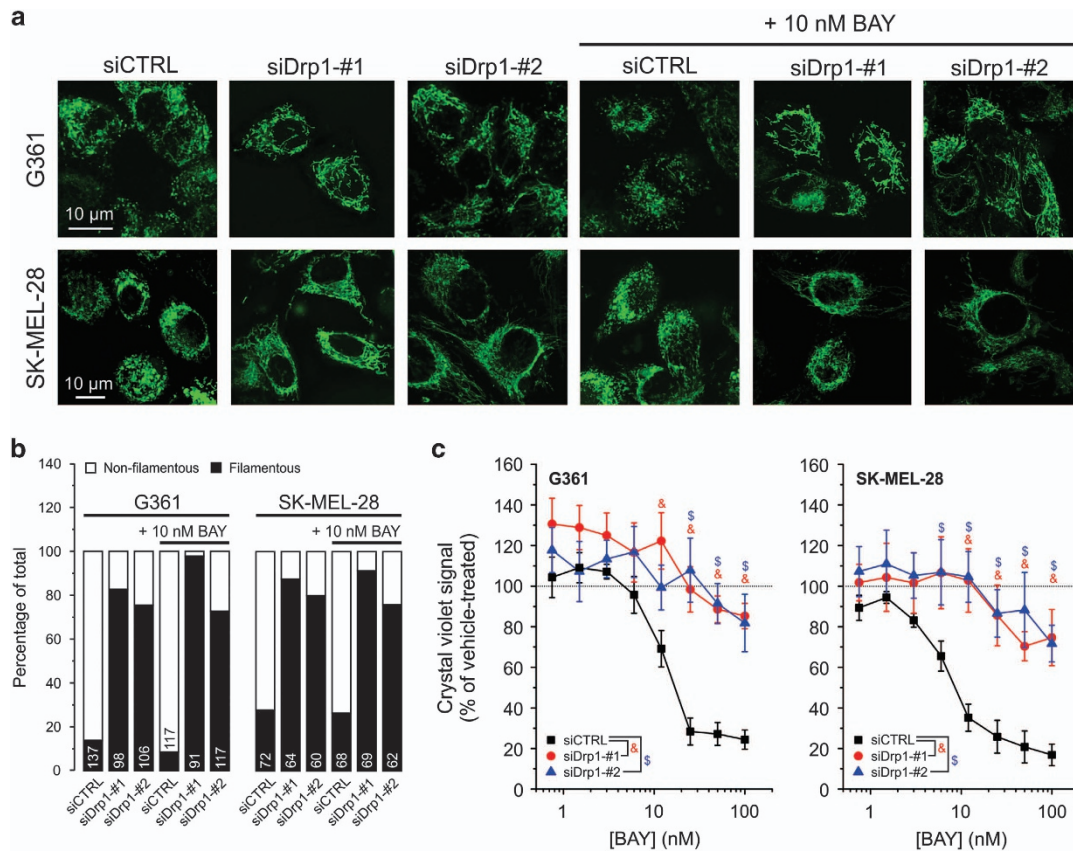 a
+ 10 nM BAY
siCTRL siDrp1-#1 siDrp1-#2 siCTRL siDrp1-#1 siDrp1-#2
G361
10 µm
SK-MEL-28
10 µm
b
Non-filamentous Filamentous
G361 SK-MEL-28
+ 10 nM BAY + 10 nM BAY
Percentage of total
140
120
100
80
60
40
20
0
137 98 106 117 91 117 72 64 60 68 69 62
siCTRL siDrp1-#1 siDrp1-#2 siCTRL siDrp1-#1 siDrp1-#2 siCTRL siDrp1-#1 siDrp1-#2 siCTRL siDrp1-#1 siDrp1-#2
c
Crystal violet signal
(% of vehicle-treated)
G361
160
140
120
100
80
60
40
20
0
& $ & $ & $ &
siCTRL
siDrp1-#1 &
siDrp1-#2 $
1 10 100
[BAY] (nM)
SK-MEL-28
160
140
120
100
80
60
40
20
0
$ $ & $ & $ & $ &
siCTRL
siDrp1-#1 &
siDrp1-#2 $
1 10 100
[BAY] (nM)